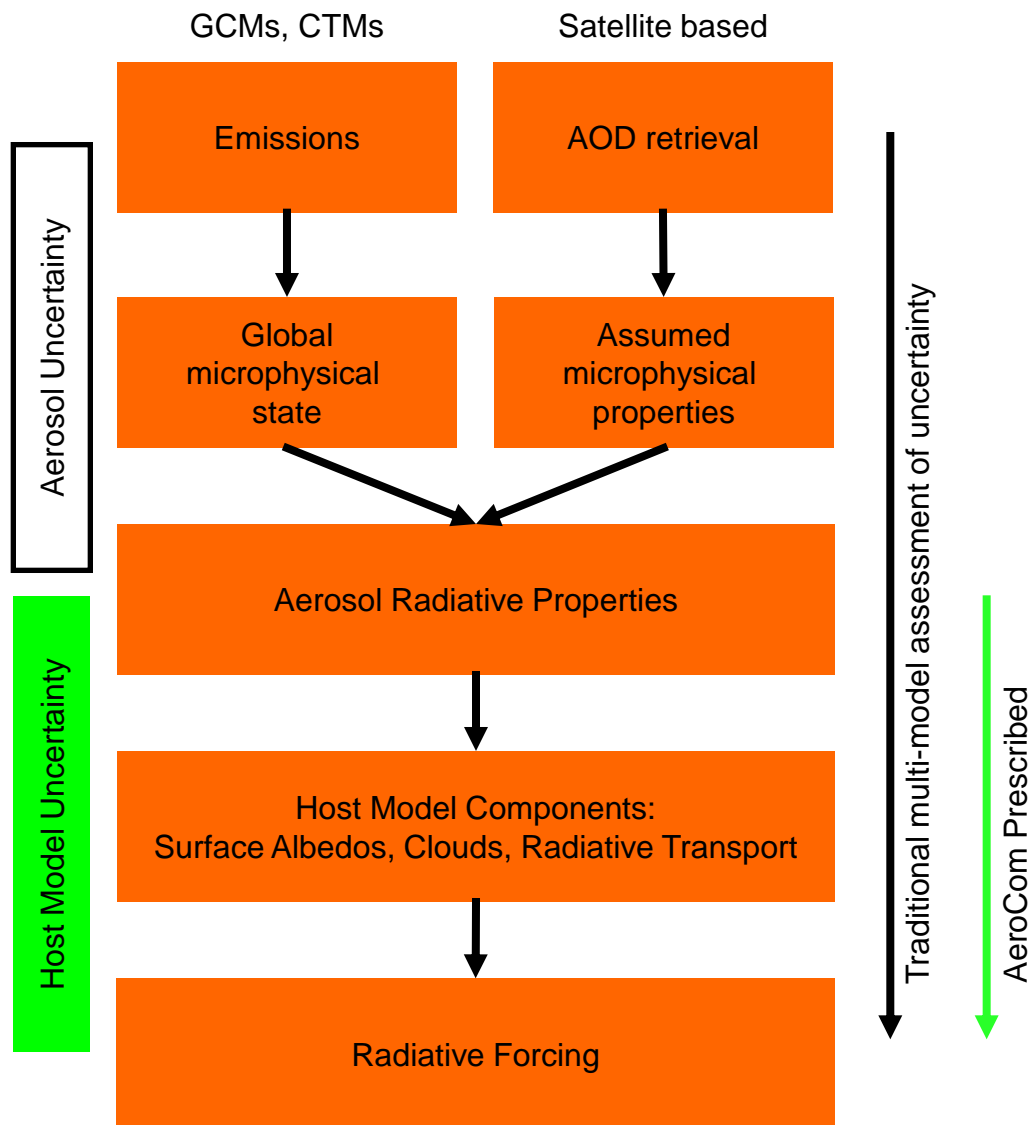 GCMs, CTMs
Satellite based
Emissions
AOD retrieval
Global
microphysical
state
Assumed
microphysical
properties
Aerosol Radiative Properties
Host Model Components:
Surface Albedos, Clouds, Radiative Transport
Radiative Forcing
Aerosol Uncertainty
Host Model Uncertainty
Traditional multi-model assessment of uncertainty
AeroCom Prescribed